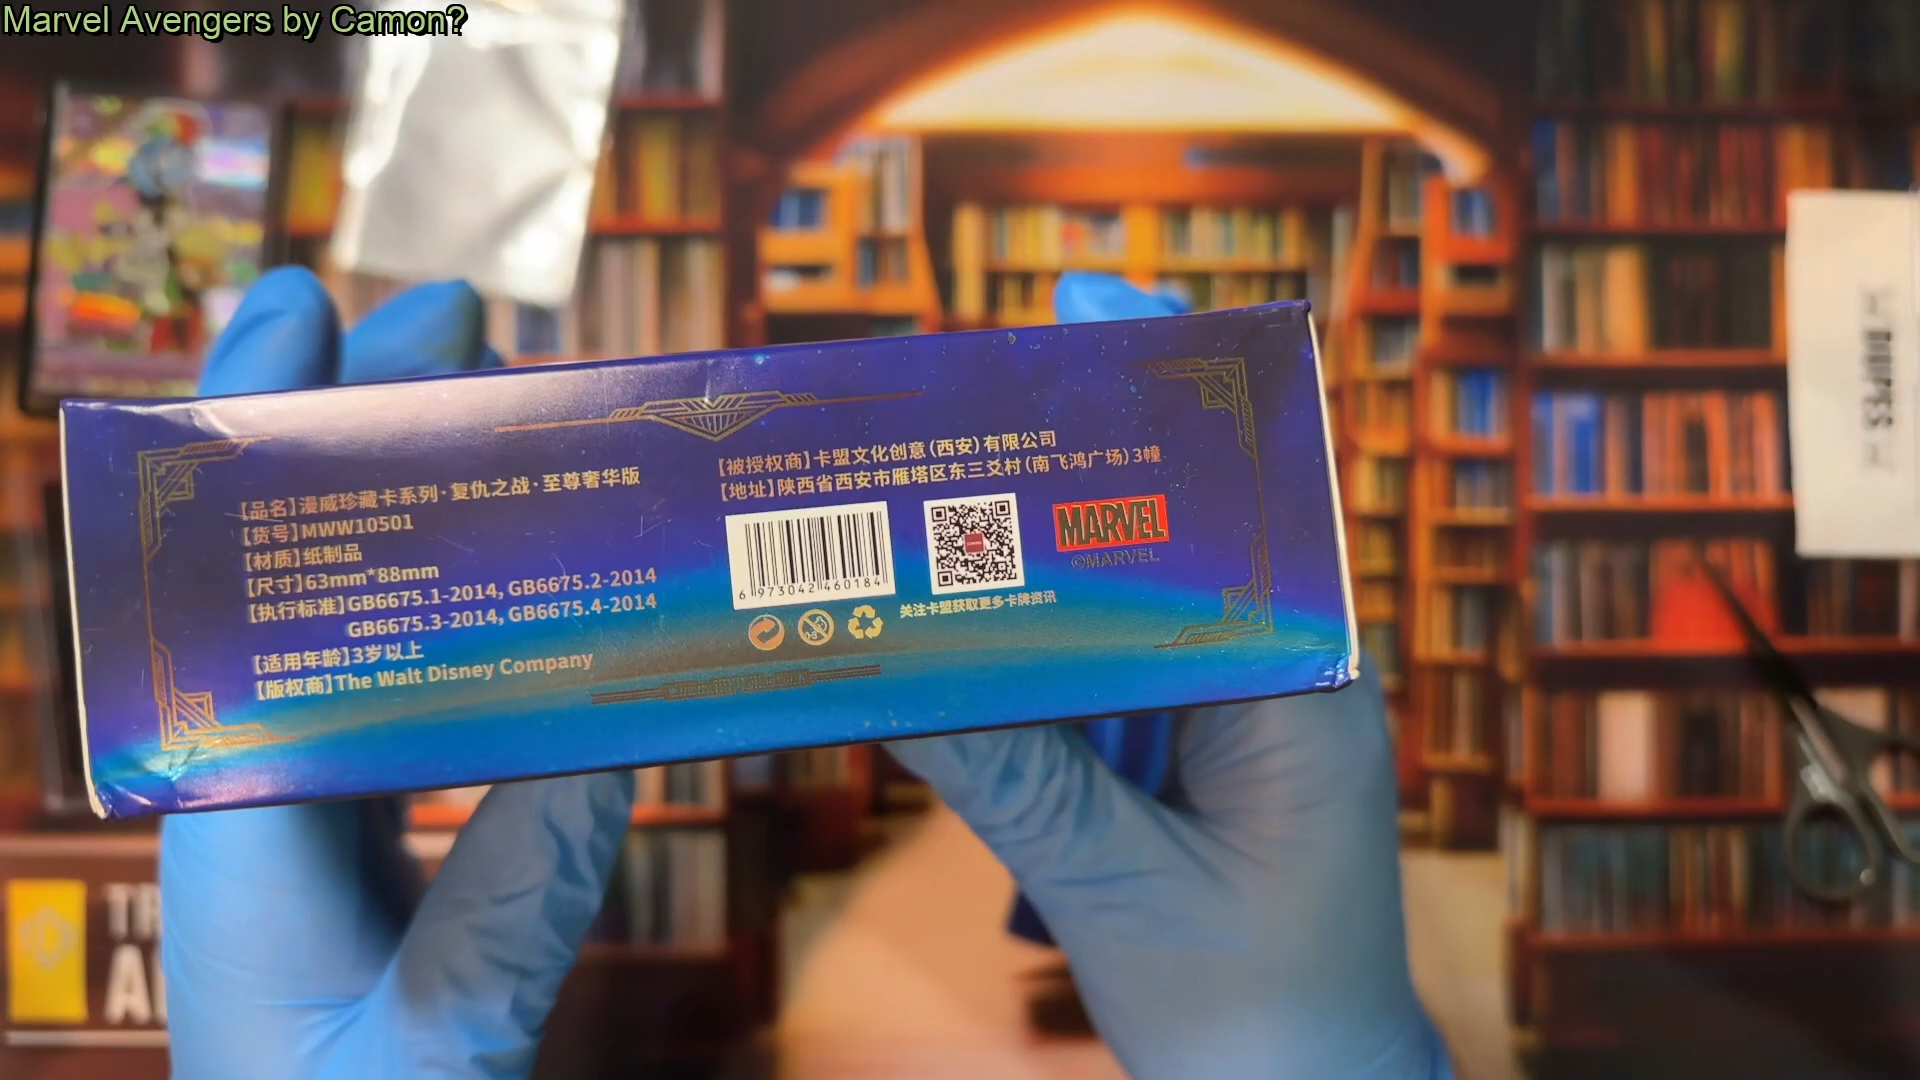 Marvel Avengers by Camon?
【品名】漫威珍藏卡系列·复仇之战·至尊奢华版
【货号】MWW10501
【材质】纸制品
【尺寸】63mm*88mm
【执行标准】GB6675.1-2014, GB6675.2-2014
GB6675.3-2014, GB6675.4-2014
【适用年龄】3岁以上
【版权商】The Walt Disney Company
【被授权商】卡盟文化创意(西安)有限公司
【地址】陕西省西安市雁塔区东三爻村(南飞鸿广场)3幢
6 973042 460184
0-3
关注卡盟获取更多卡牌资讯
MARVEL
©MARVEL
DUPES